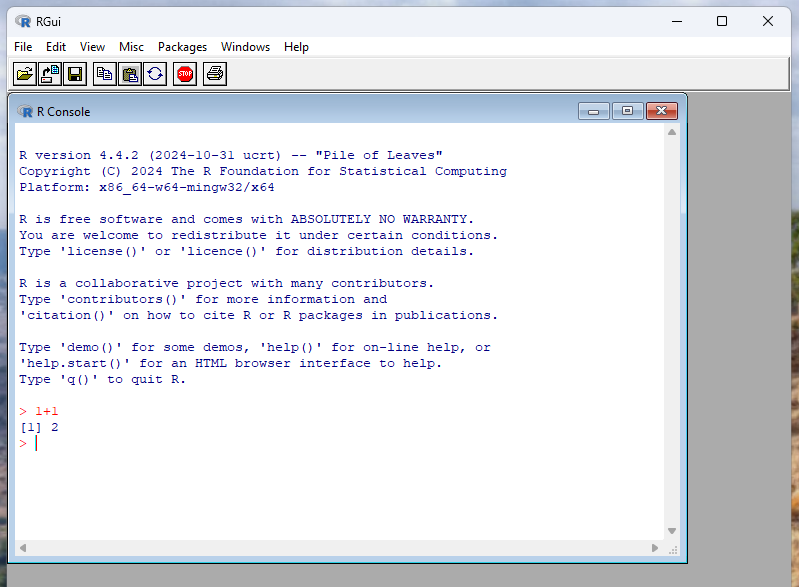 RGui
File Edit View Misc Packages Windows Help
STOP
R Console
R version 4.4.2 (2024-10-31 ucrt) -- "Pile of Leaves"
Copyright (C) 2024 The R Foundation for Statistical Computing
Platform: x86_64-w64-mingw32/x64
R is free software and comes with ABSOLUTELY NO WARRANTY.
You are welcome to redistribute it under certain conditions.
Type 'license()' or 'licence()' for distribution details.
R is a collaborative project with many contributors.
Type 'contributors()' for more information and
'citation()' on how to cite R or R packages in publications.
Type 'demo()' for some demos, 'help()' for on-line help, or
'help.start()' for an HTML browser interface to help.
Type 'q()' to quit R.
> 1+1
[1] 2
>